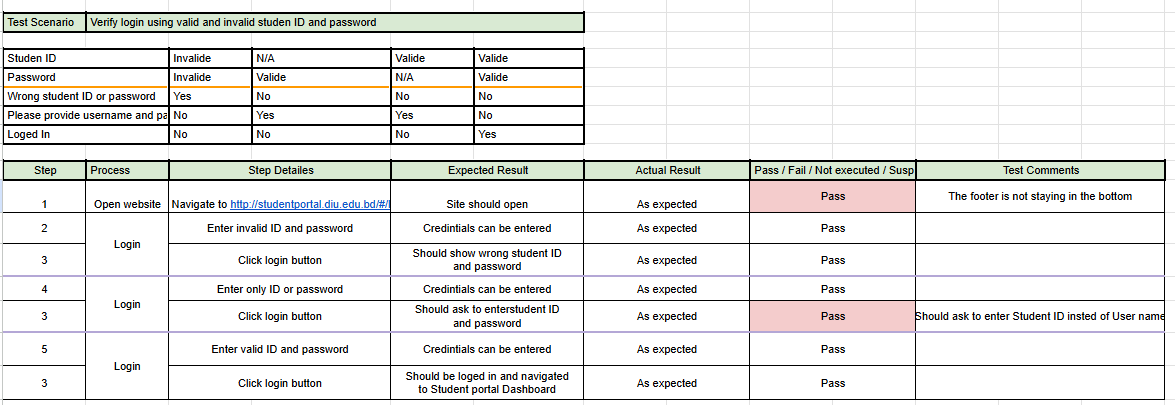 Test Scenario Verify login using valid and invalid studen ID and password
Studen ID Invalide N/A Valide Valide
Password Invalide Valide N/A Valide
Wrong student ID or password Yes No No No
Please provide username and pa No Yes Yes No
Loged In No No No Yes
Step Process Step Detailes Expected Result Actual Result Pass / Fail / Not executed / Susp Test Comments
1 Open website Navigate to http://studentportal.diu.edu.bd/#/ Site should open As expected Pass The footer is not staying in the bottom
2 Login Enter invalid ID and password Credintials can be entered As expected Pass
3 Click login button Should show wrong student ID
and password As expected Pass
4 Login Enter only ID or password Credintials can be entered As expected Pass
3 Click login button Should ask to enterstudent ID
and password As expected Pass Should ask to enter Student ID insted of User name
5 Login Enter valid ID and password Credintials can be entered As expected Pass
3 Click login button Should be loged in and navigated
to Student portal Dashboard As expected Pass